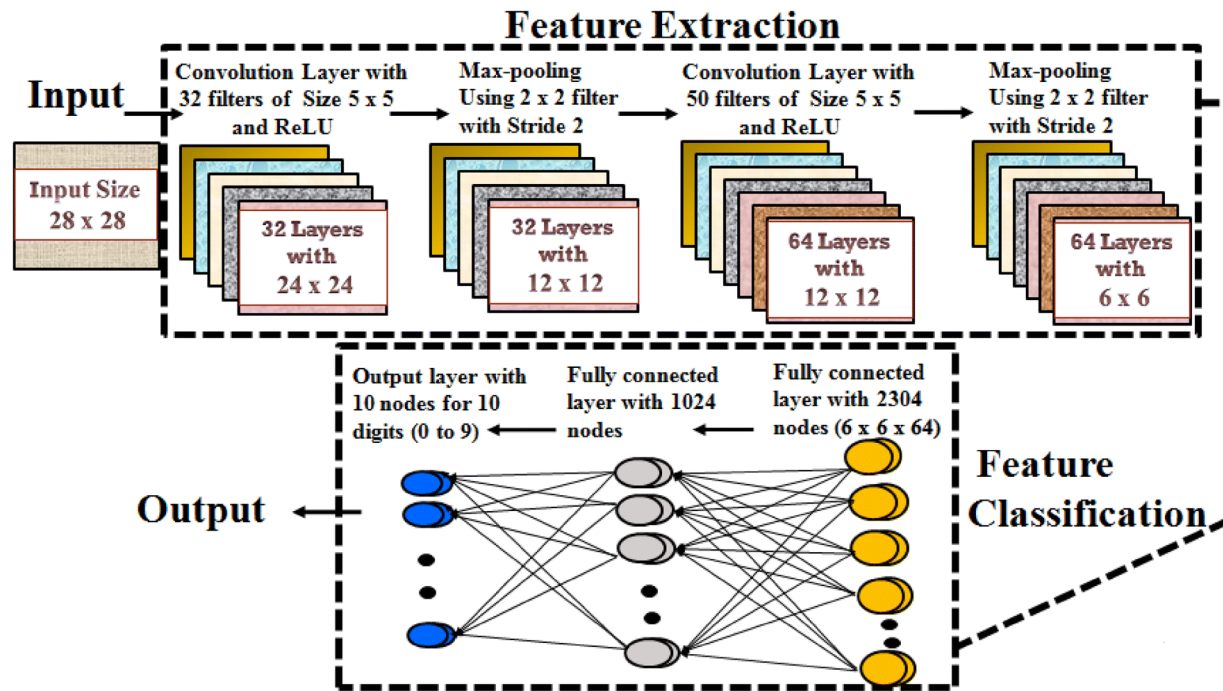 Feature Extraction
Input
Input Size
28 x 28
Convolution Layer with
32 filters of Size 5 x 5
and ReLU
32 Layers
with
24 x 24
Max-pooling
Using 2 x 2 filter
with Stride 2
32 Layers
with
12 x 12
Convolution Layer with
50 filters of Size 5 x 5
and ReLU
64 Layers
with
12 x 12
Max-pooling
Using 2 x 2 filter
with Stride 2
64 Layers
with
6 x 6
Output layer with
10 nodes for 10
digits (0 to 9)
Fully connected
layer with 1024
nodes
Fully connected
layer with 2304
nodes (6 x 6 x 64)
Feature
Classification
Output